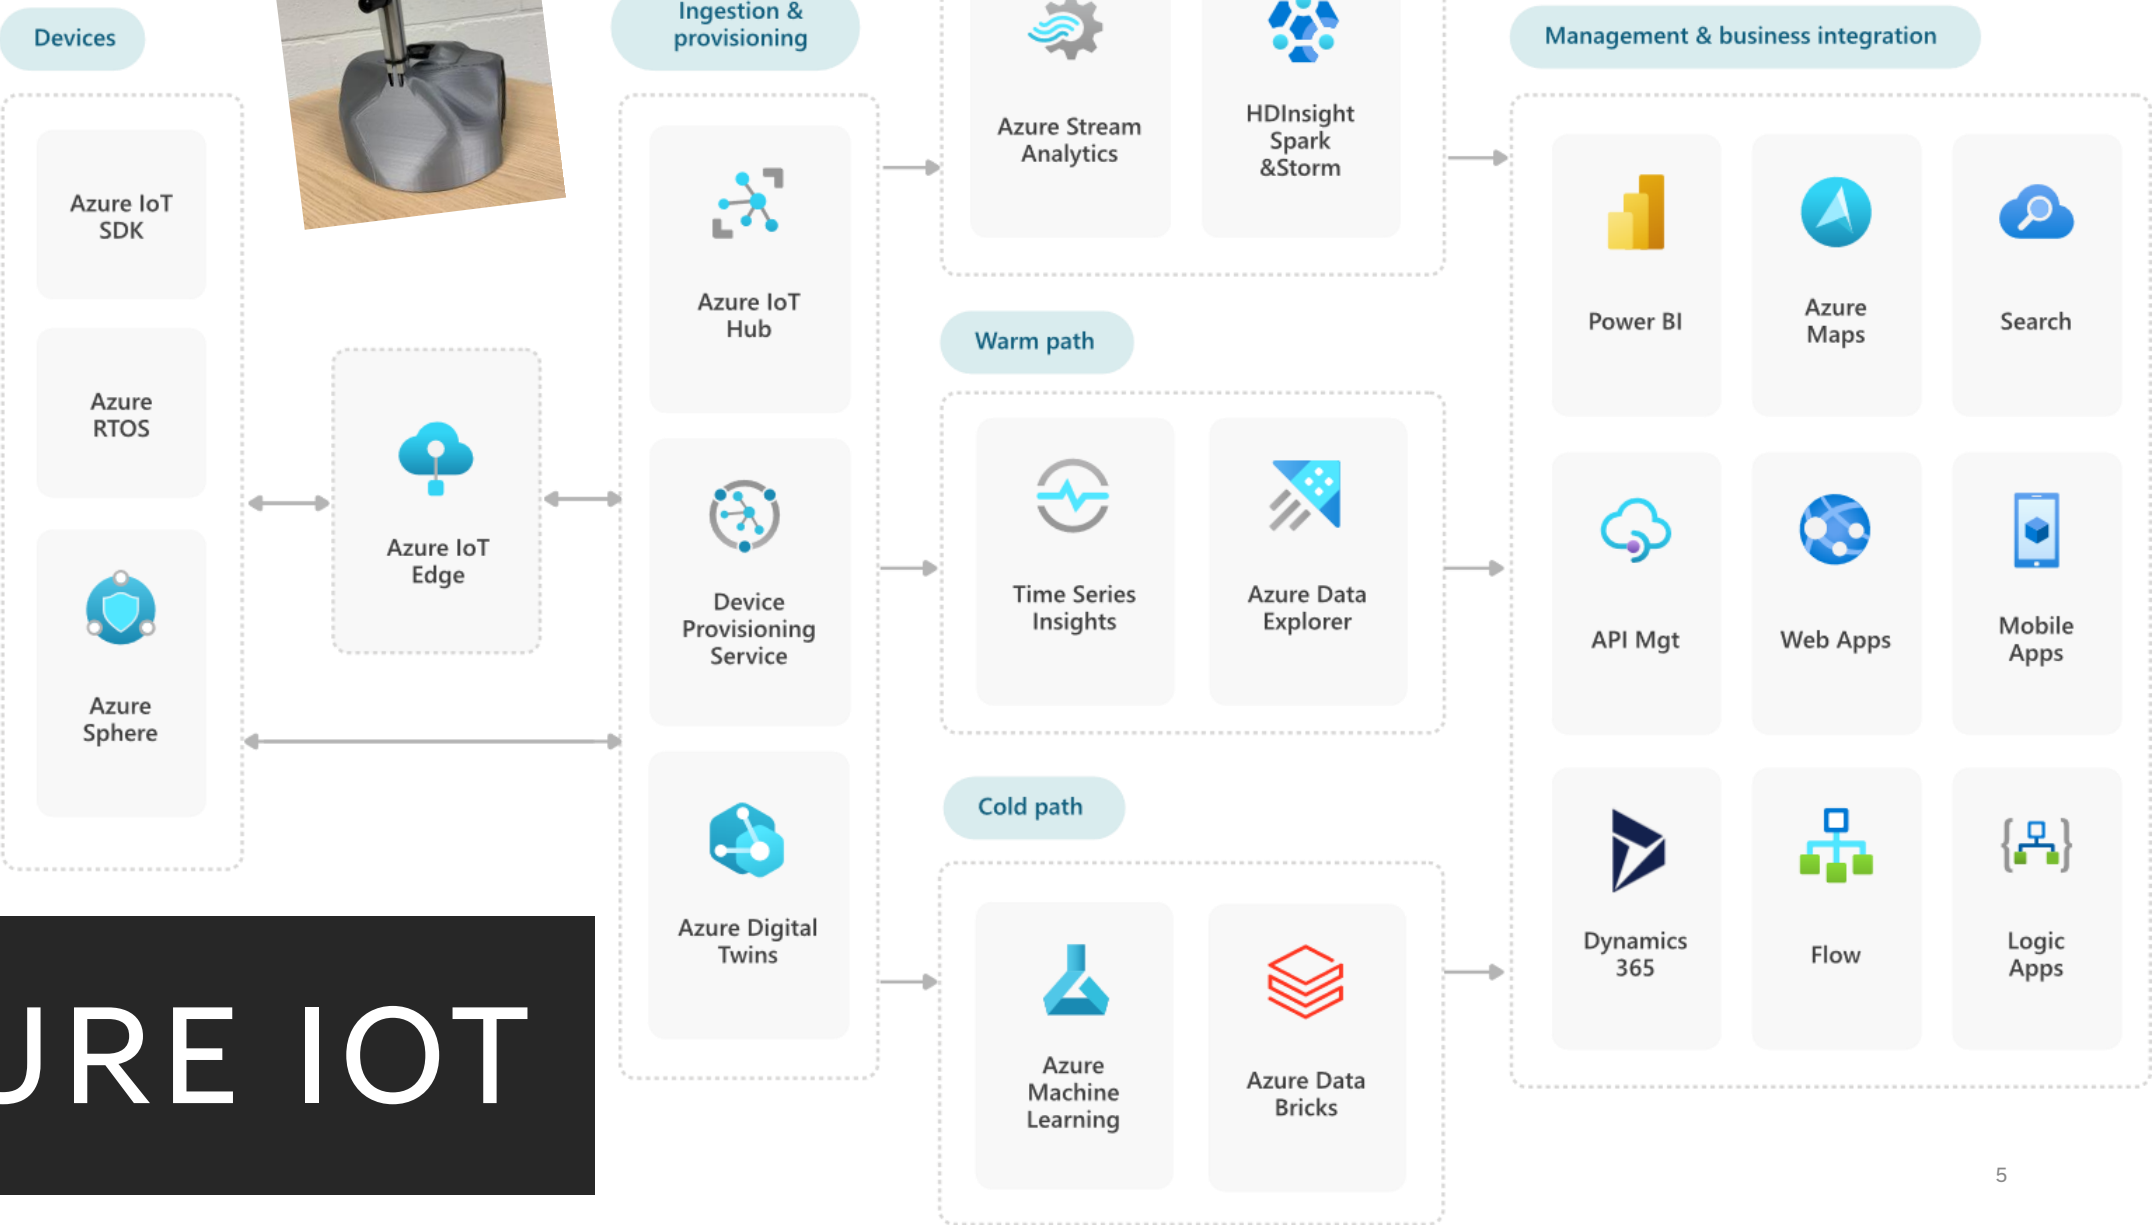 Devices
Azure IoT
SDK
Azure
RTOS
Azure
Sphere
Azure IoT
Edge
Ingestion &
provisioning
Azure IoT
Hub
Device
Provisioning
Service
Azure Digital
Twins
Azure Stream
Analytics
HDInsight
Spark
&Storm
Warm path
Time Series
Insights
Azure Data
Explorer
Cold path
Azure
Machine
Learning
Azure Data
Bricks
Management & business integration
Power BI
Azure
Maps
Search
API Mgt
Web Apps
Mobile
Apps
Dynamics
365
Flow
Logic
Apps
URE IOT
5